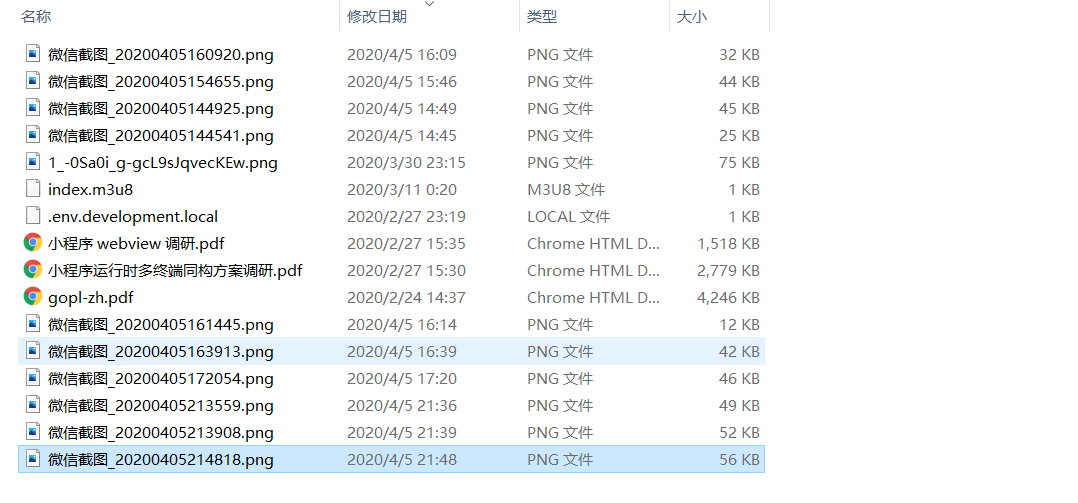 名称 修改日期 类型 大小
微信截图_20200405160920.png 2020/4/5 16:09 PNG 文件 32 KB
微信截图_20200405154655.png 2020/4/5 15:46 PNG 文件 44 KB
微信截图_20200405144925.png 2020/4/5 14:49 PNG 文件 45 KB
微信截图_20200405144541.png 2020/4/5 14:45 PNG 文件 25 KB
1_-0Sa0i_g-gcL9sJqvecKEw.png 2020/3/30 23:15 PNG 文件 75 KB
index.m3u8 2020/3/11 0:20 M3U8 文件 1 KB
.env.development.local 2020/2/27 23:19 LOCAL 文件 1 KB
小程序 webview 调研.pdf 2020/2/27 15:35 Chrome HTML D... 1,518 KB
小程序运行时多终端同构方案调研.pdf 2020/2/27 15:30 Chrome HTML D... 2,779 KB
gopl-zh.pdf 2020/2/24 14:37 Chrome HTML D... 4,246 KB
微信截图_20200405161445.png 2020/4/5 16:14 PNG 文件 12 KB
微信截图_20200405163913.png 2020/4/5 16:39 PNG 文件 42 KB
微信截图_20200405172054.png 2020/4/5 17:20 PNG 文件 46 KB
微信截图_20200405213559.png 2020/4/5 21:36 PNG 文件 49 KB
微信截图_20200405213908.png 2020/4/5 21:39 PNG 文件 52 KB
微信截图_20200405214818.png 2020/4/5 21:48 PNG 文件 56 KB